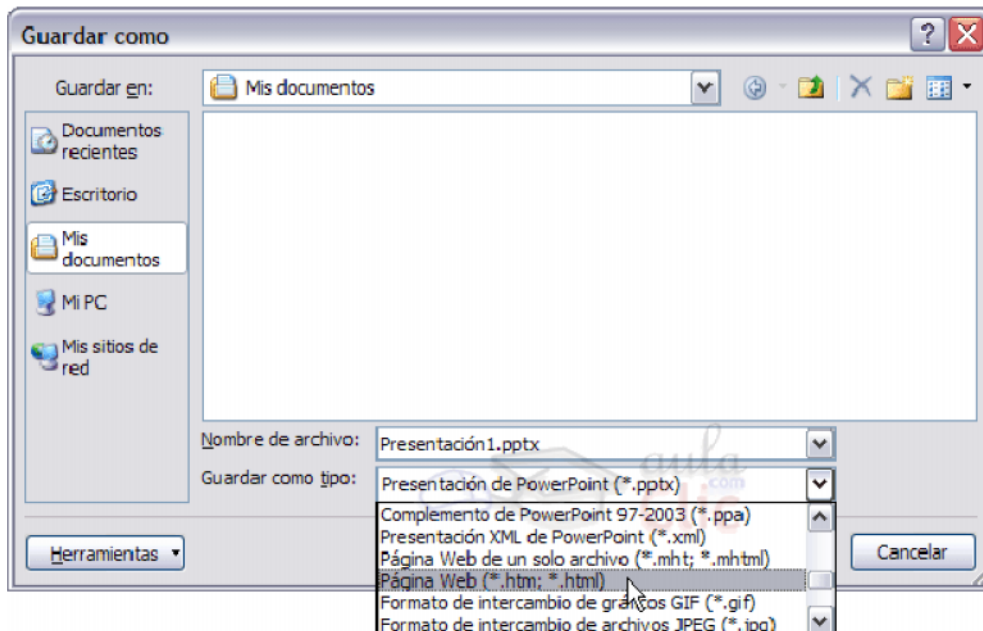 Guardar como
Guardar en:
Mis documentos
Documentos
recientes
Escritorio
Mis
documentos
Mi PC
Mis sitios de
red
Nombre de archivo:
Presentación1.pptx
Guardar como tipo:
Presentación de PowerPoint (*.pptx)
aula
Clic
.com
Complemento de PowerPoint 97-2003 (*.ppa)
Presentación XML de PowerPoint (*.xml)
Página Web de un solo archivo (*.mht; *.mhtml)
Página Web (*.htm; *.html)
Formato de intercambio de gráficos GIF (*.gif)
Formato de intercambio de archivos JPEG (*.jpg)
Herramientas
Cancelar